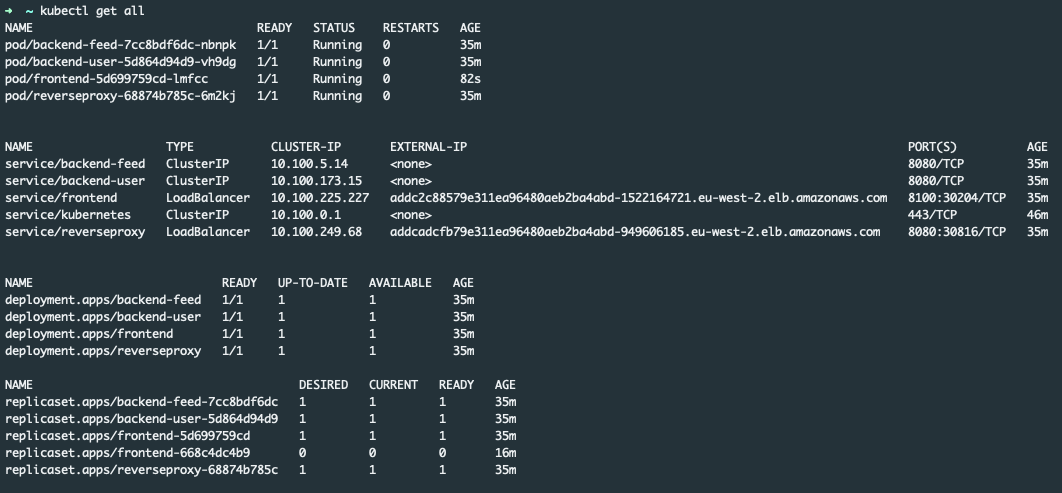 ➜  ~ kubectl get all
NAME                                READY   STATUS    RESTARTS   AGE
pod/backend-feed-7cc8bdf6dc-nbnpk   1/1     Running   0          35m
pod/backend-user-5d864d94d9-vh9dg   1/1     Running   0          35m
pod/frontend-5d699759cd-lmfcc       1/1     Running   0          82s
pod/reverseproxy-68874b785c-6m2kj   1/1     Running   0          35m
NAME                   TYPE           CLUSTER-IP       EXTERNAL-IP                                                               PORT(S)          AGE
service/backend-feed   ClusterIP      10.100.5.14      <none>                                                                    8080/TCP         35m
service/backend-user   ClusterIP      10.100.173.15    <none>                                                                    8080/TCP         35m
service/frontend       LoadBalancer   10.100.225.227   addc2c88579e311ea96480aeb2ba4abd-1522164721.eu-west-2.elb.amazonaws.com   8100:30204/TCP   35m
service/kubernetes     ClusterIP      10.100.0.1       <none>                                                                    443/TCP          46m
service/reverseproxy   LoadBalancer   10.100.249.68    addcadcfb79e311ea96480aeb2ba4abd-949606185.eu-west-2.elb.amazonaws.com    8080:30816/TCP   35m
NAME                           READY   UP-TO-DATE   AVAILABLE   AGE
deployment.apps/backend-feed   1/1     1            1           35m
deployment.apps/backend-user   1/1     1            1           35m
deployment.apps/frontend       1/1     1            1           35m
deployment.apps/reverseproxy   1/1     1            1           35m
NAME                                      DESIRED   CURRENT   READY   AGE
replicaset.apps/backend-feed-7cc8bdf6dc   1         1         1       35m
replicaset.apps/backend-user-5d864d94d9   1         1         1       35m
replicaset.apps/frontend-5d699759cd       1         1         1       35m
replicaset.apps/frontend-668c4dc4b9       0         0         0       16m
replicaset.apps/reverseproxy-68874b785c   1         1         1       35m